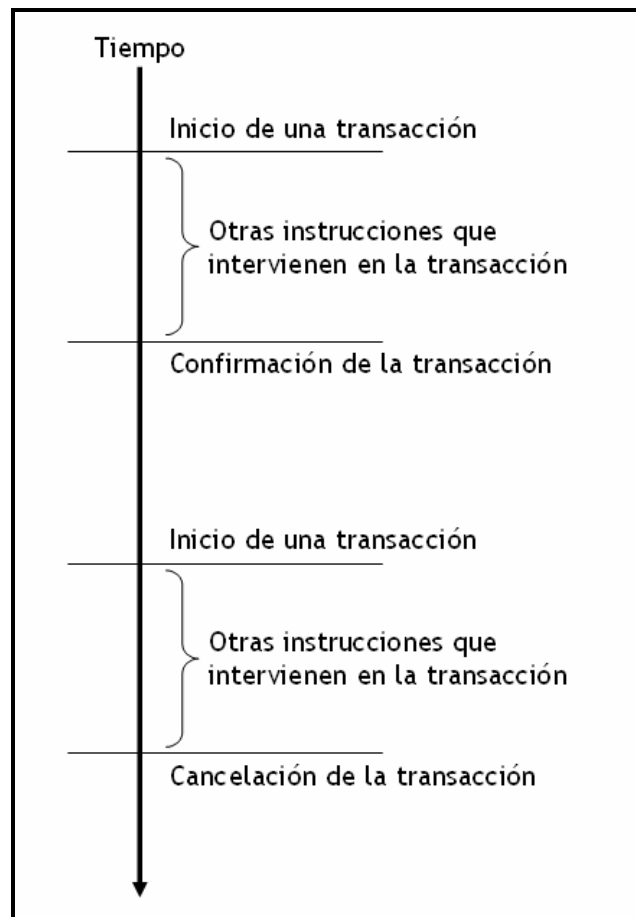 Tiempo
Inicio de una transacción
Otras instrucciones que
intervienen en la transacción
Confirmación de la transacción
Inicio de una transacción
Otras instrucciones que
intervienen en la transacción
Cancelación de la transacción